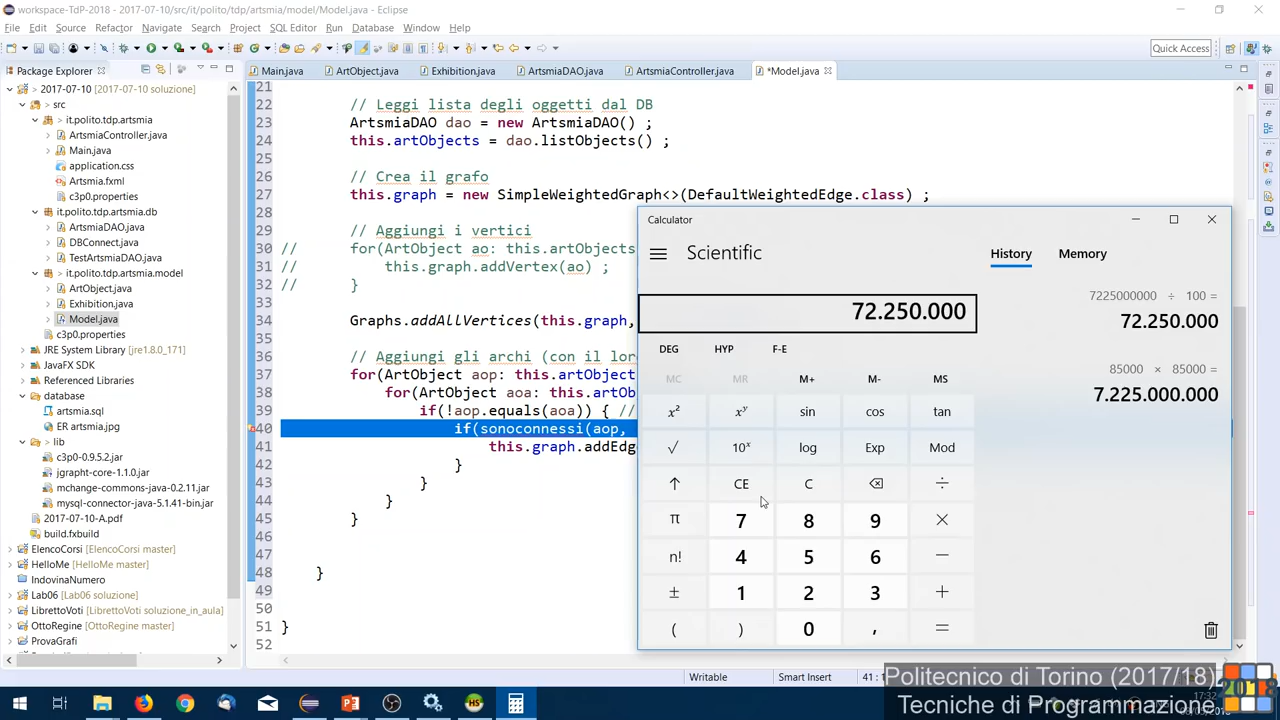 workspace-TdP-2018 - 2017-07-10/src/it/polito/tdp/artsmia/model/Model.java - Eclipse
File Edit Source Refactor Navigate Search Project SQL Editor Run Database Window Help
Quick Access
Package Explorer
Main.java ArtObject.java Exhibition.java ArtsmiaDAO.java ArtsmiaController.java *Model.java
2017-07-10 (2017-07-10 soluzione)
src
it.polito.tdp.artsmia
ArtsmiaController.java
Main.java
application.css
Artsmia.fxml
c3p0.properties
it.polito.tdp.artsmia.db
ArtsmiaDAO.java
DBConnect.java
TestArtsmiaDAO.java
it.polito.tdp.artsmia.model
ArtObject.java
Exhibition.java
Model.java
c3p0.properties
JRE System Library [jre1.8.0_171]
JavaFX SDK
Referenced Libraries
database
artsmia.sql
ER artsmia.jpg
lib
c3p0-0.9.5.2.jar
jgrapht-core-1.1.0.jar
mchange-commons-java-0.2.11.jar
mysql-connector-java-5.1.41-bin.jar
2017-07-10-A.pdf
build.fxbuild
ElencoCorsi [ElencoCorsi master]
HelloMe [HelloMe master]
IndovinaNumero
Lab06 [Lab06 master]
LibrettoVoti [LibrettoVoti soluzione_in_aula]
OttoRegine [OttoRegine master]
ProvaGrafi
21
22 // Leggi lista degli oggetti dal DB
23 ArtsmiaDAO dao = new ArtsmiaDAO() ;
24 this.artObjects = dao.listObjects() ;
25
26 // Crea il grafo
27 this.graph = new SimpleWeightedGraph<>(DefaultWeightedEdge.class) ;
28
29 // Aggiungi i vertici
30 // for(ArtObject ao: this.artObjects
31 // this.graph.addVertex(ao) ;
32 // }
33
34 Graphs.addAllVertices(this.graph,
35
36 // Aggiungi gli archi (con il lor
37 for(ArtObject aop: this.artObject
38 for(ArtObject aoa: this.artOb
39 if(!aop.equals(aoa)) { //
40 if(sonoconnessi(aop,
41 this.graph.addEdg
42 }
43 }
44 }
45 }
46
47
48 }
49
50
51 }
52
Calculator
Scientific
History Memory
72.250.000
7225000000 ÷ 100 =
72.250.000
85000 × 85000 =
7.225.000.000
DEG HYP F-E
MC MR M+ M- MS
x² xʸ sin cos tan
√ 10ˣ log Exp Mod
↑ CE C ⌫ ÷
π 7 8 9 ×
n! 4 5 6 −
± 1 2 3 +
( ) 0 , =
Writable Smart Insert 41 : 1
Politecnico di Torino (2017/18)
Tecniche di Programmazione
2018
17:32